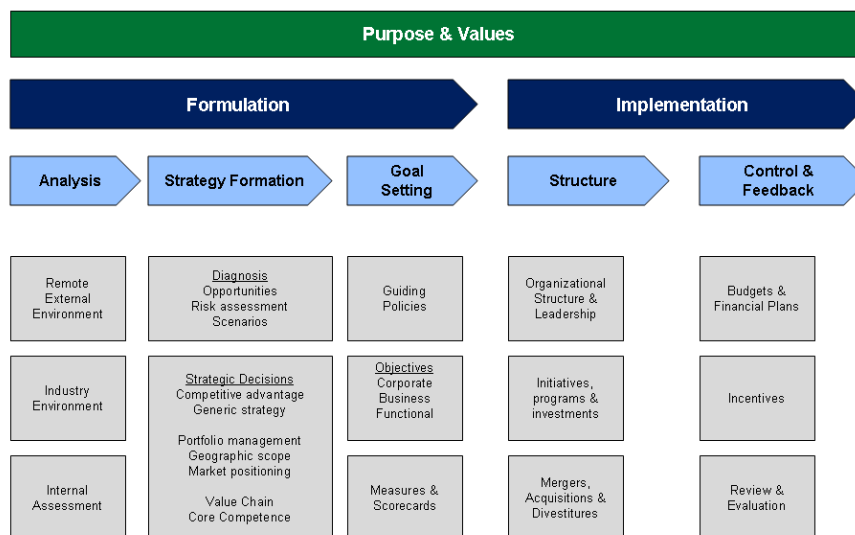 Purpose & Values
Formulation
Implementation
Analysis
Strategy Formation
Goal
Setting
Structure
Control &
Feedback
Remote
External
Environment
Diagnosis
Opportunities
Risk assessment
Scenarios
Guiding
Policies
Organizational
Structure &
Leadership
Budgets &
Financial Plans
Industry
Environment
Strategic Decisions
Competitive advantage
Generic strategy
Portfolio management
Geographic scope
Market positioning
Value Chain
Core Competence
Objectives
Corporate
Business
Functional
Initiatives,
programs &
investments
Incentives
Internal
Assessment
Measures &
Scorecards
Mergers,
Acquisitions &
Divestitures
Review &
Evaluation